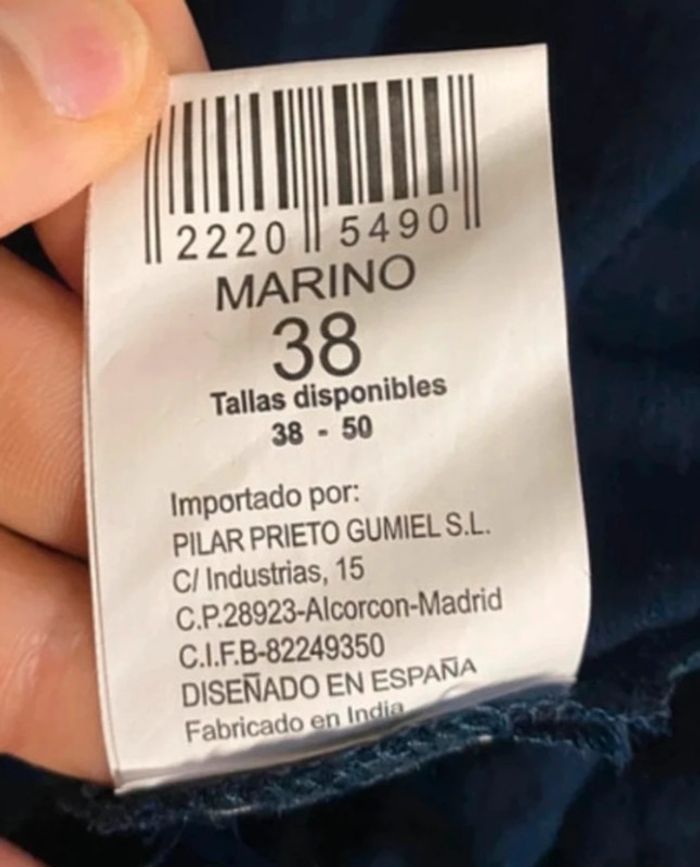 2220 5490
MARINO
38
Tallas disponibles
38 - 50
Importado por:
PILAR PRIETO GUMIEL S.L.
C/ Industrias, 15
C.P.28923-Alcorcon-Madrid
C.I.F.B-82249350
DISEÑADO EN ESPAÑA
Fabricado en India